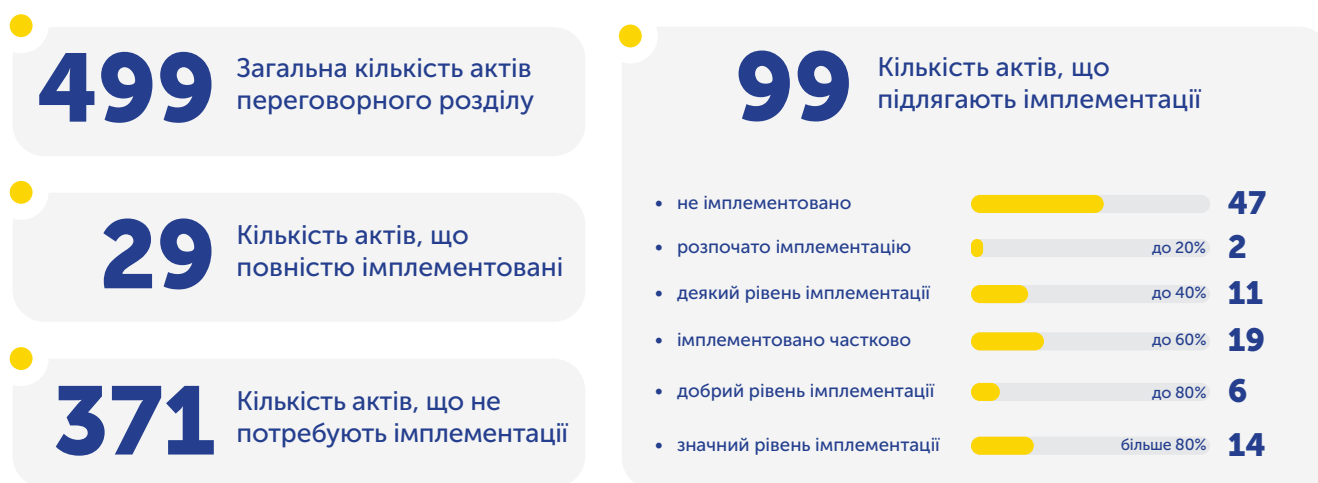 499
Загальна кількість актів
переговорного розділу
29
Кількість актів, що
повністю імплементовані
371
Кількість актів, що не
потребують імплементації
99
Кількість актів, що
підлягають імплементації
• не імплементовано 47
• розпочато імплементацію до 20% 2
• деякий рівень імплементації до 40% 11
• імплементовано частково до 60% 19
• добрий рівень імплементації до 80% 6
• значний рівень імплементації більше 80% 14